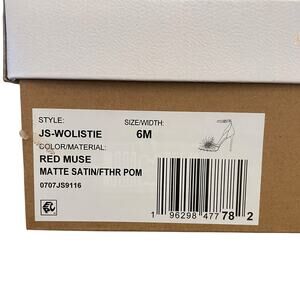 STYLE: SIZE/WIDTH:
JS-WOLISTIE 6M
COLOR/MATERIAL:
RED MUSE
MATTE SATIN/FTHR POM
0707JS9116
1 96298 47778 2